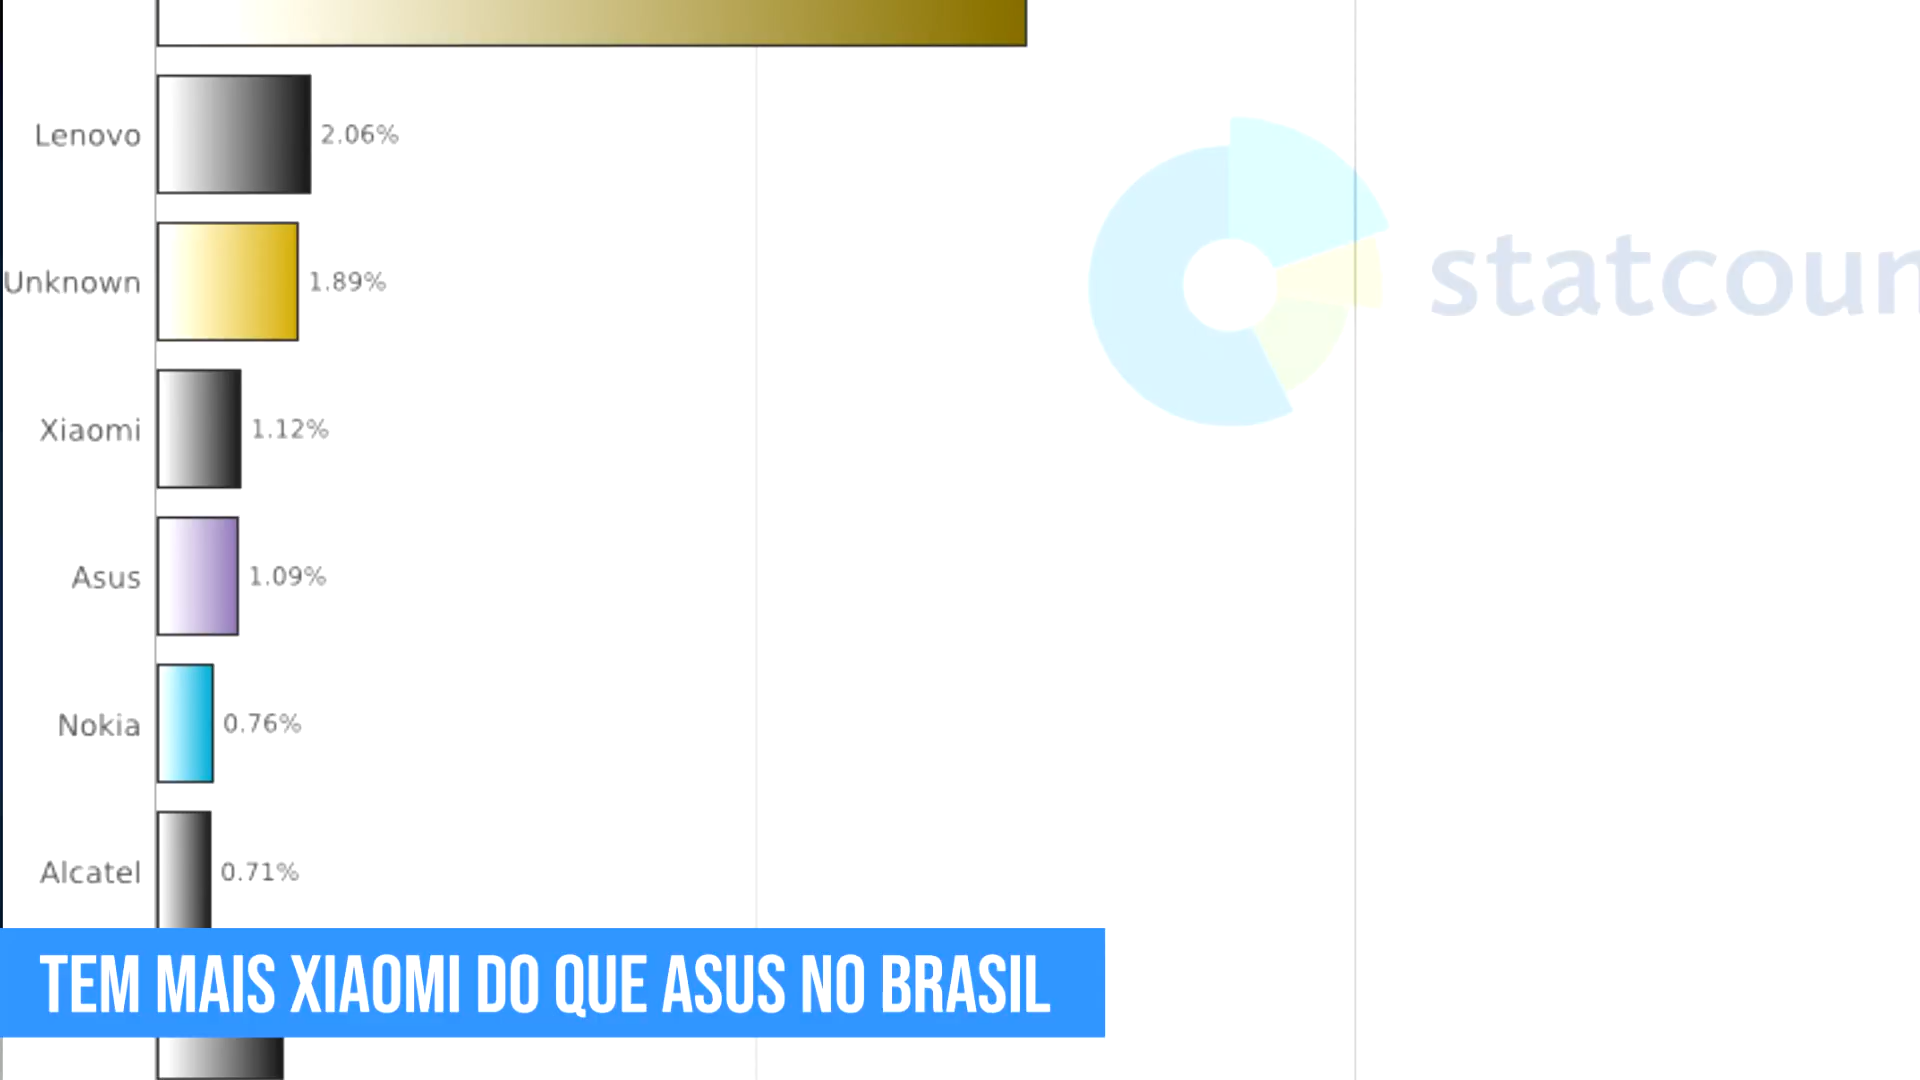 Lenovo 2.06%
Unknown 1.89%
statcoun
Xiaomi 1.12%
Asus 1.09%
Nokia 0.76%
Alcatel 0.71%
TEM MAIS XIAOMI DO QUE ASUS NO BRASIL